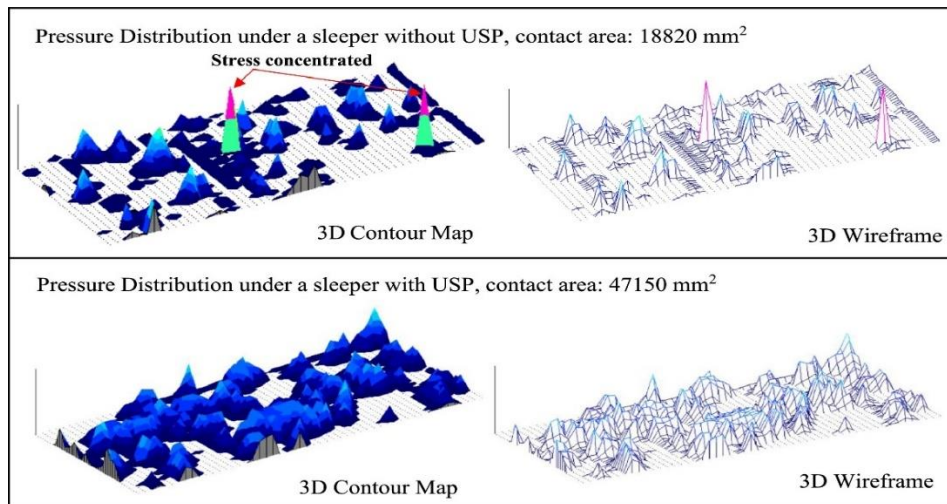 Pressure Distribution under a sleeper without USP, contact area: 18820 mm²
Stress concentrated
3D Contour Map
3D Wireframe
Pressure Distribution under a sleeper with USP, contact area: 47150 mm²
3D Contour Map
3D Wireframe